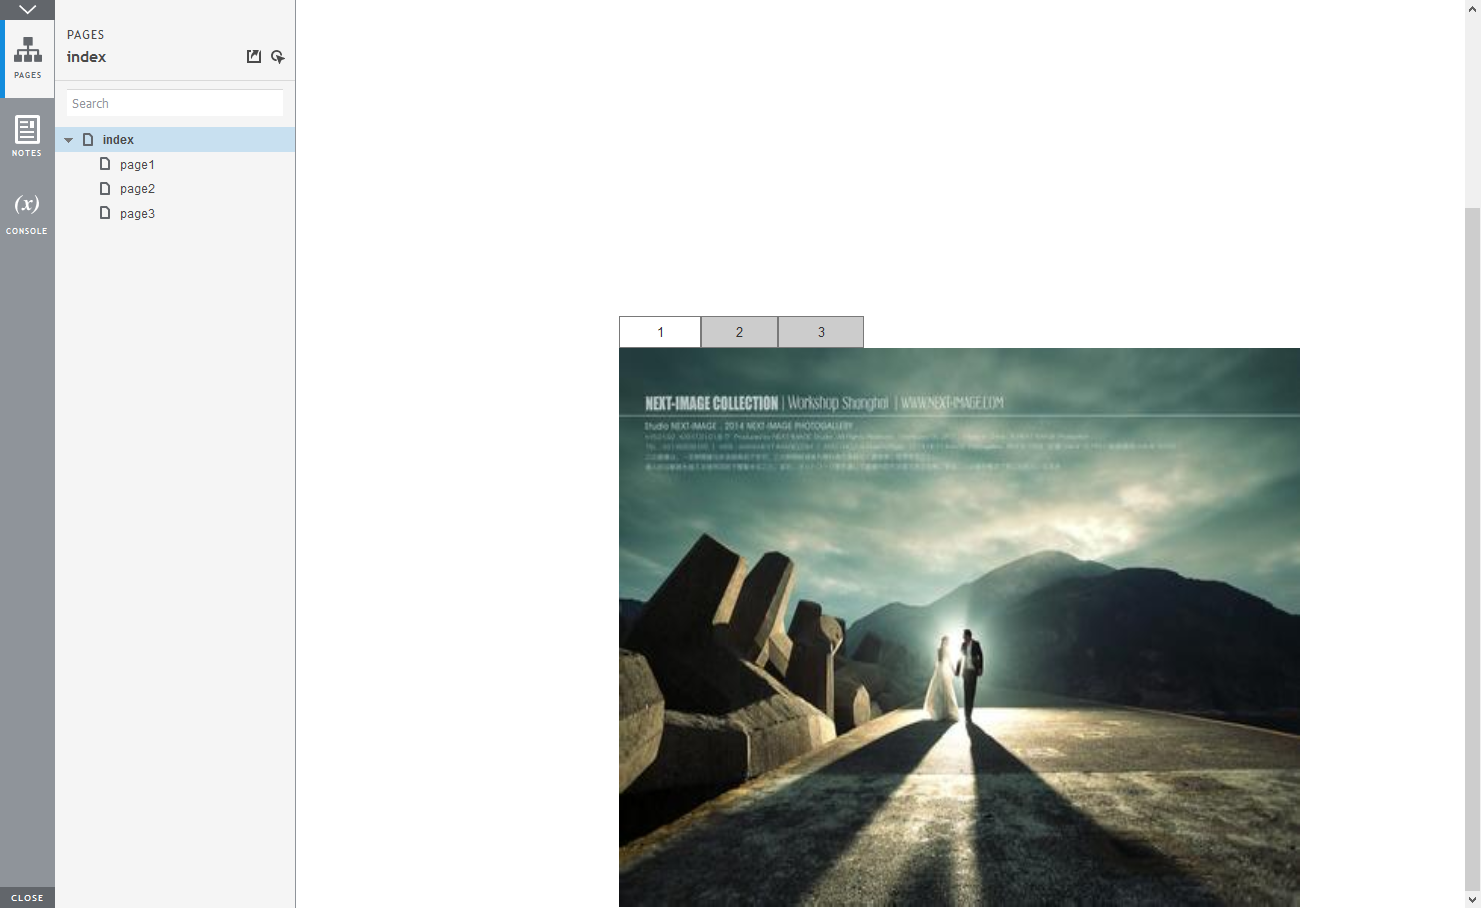 PAGES
index
Search
index
page1
page2
page3
PAGES
NOTES
(x)
CONSOLE
CLOSE
1 2 3
NEXT-IMAGE COLLECTION | Workshop Shanghai | WWW.NEXT-IMAGE.COM
Studio NEXT-IMAGE . 2014 NEXT-IMAGE PHOTOGALLERY